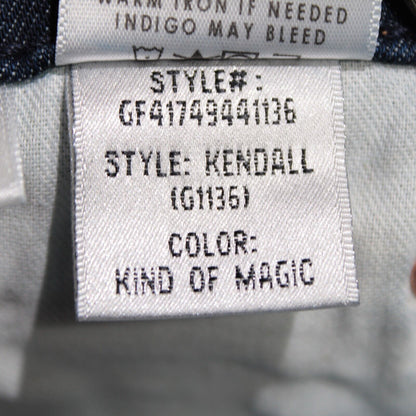 WARM IRON IF NEEDED
INDIGO MAY BLEED
STYLE#:
GF41749441136
STYLE: KENDALL
(G1136)
COLOR:
KIND OF MAGIC